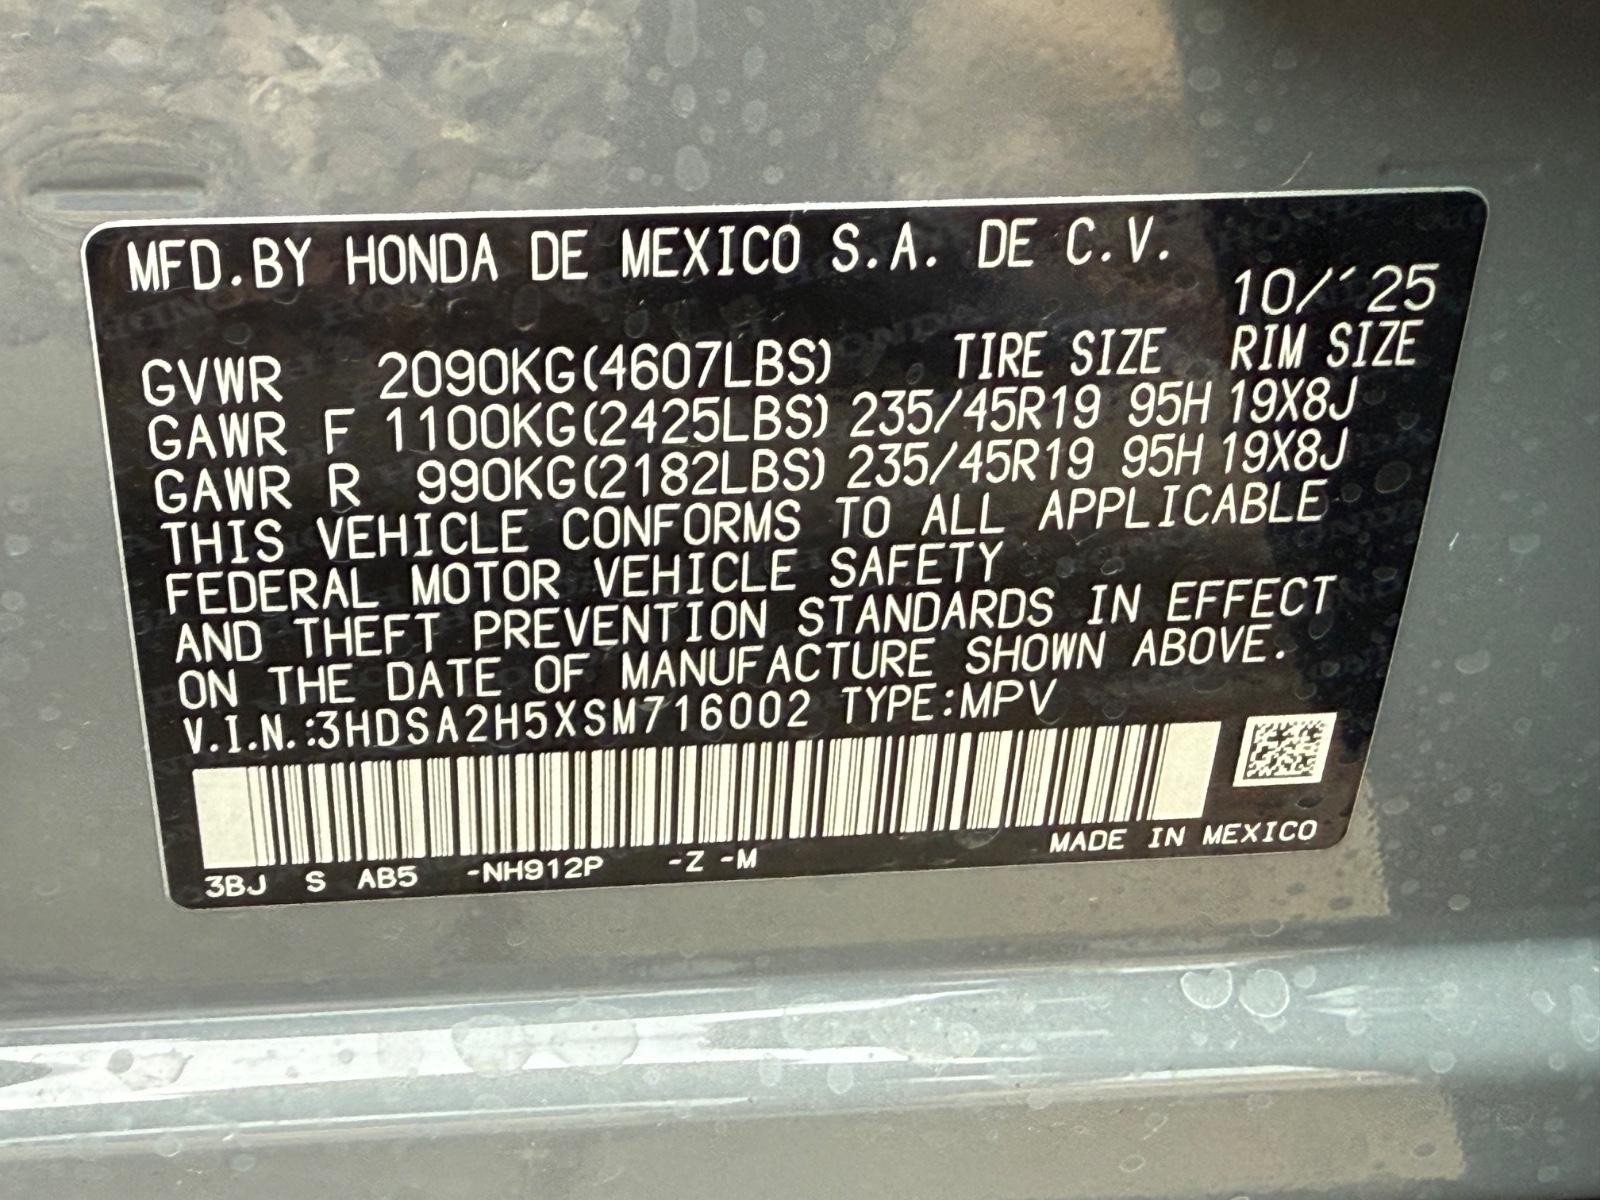 MFD.BY HONDA DE MEXICO S.A. DE C.V.
10/´25
GVWR 2090KG(4607LBS) TIRE SIZE RIM SIZE
GAWR F 1100KG(2425LBS) 235/45R19 95H 19X8J
GAWR R 990KG(2182LBS) 235/45R19 95H 19X8J
THIS VEHICLE CONFORMS TO ALL APPLICABLE
FEDERAL MOTOR VEHICLE SAFETY
AND THEFT PREVENTION STANDARDS IN EFFECT
ON THE DATE OF MANUFACTURE SHOWN ABOVE.
V.I.N.:3HDSA2H5XSM716002 TYPE:MPV
MADE IN MEXICO
3BJ S AB5 -NH912P -Z -M